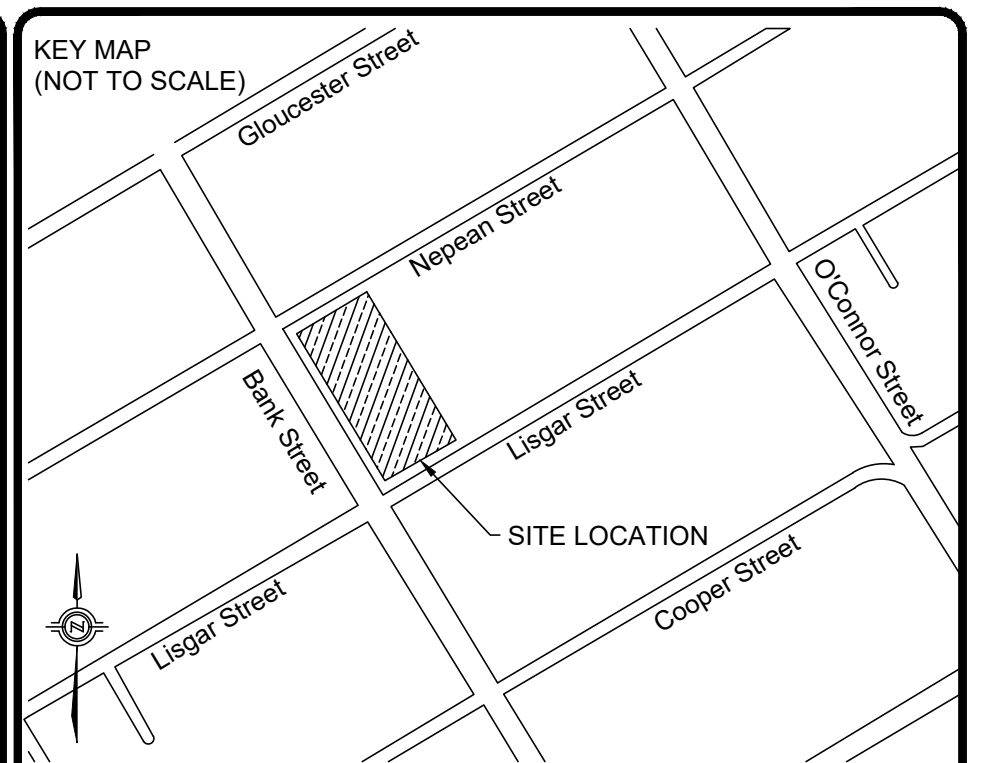 KEY MAP
(NOT TO SCALE)
Gloucester Street
Nepean Street
O'Connor Street
Bank Street
Lisgar Street
SITE LOCATION
Cooper Street
Lisgar Street
N